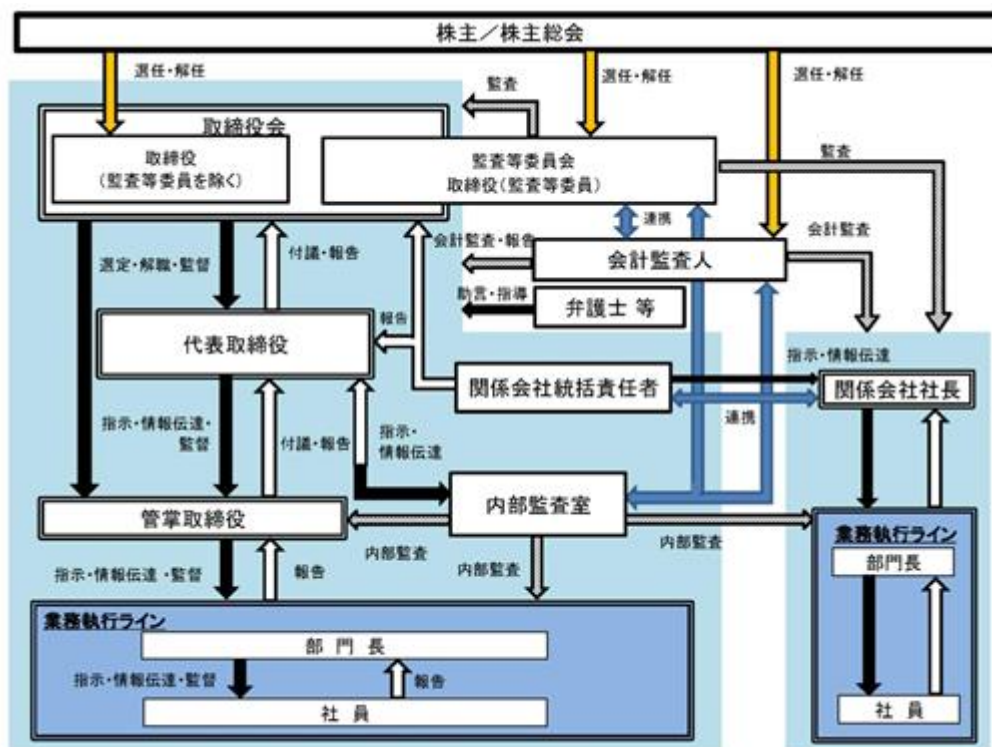 株主／株主総会
選任・解任
選任・解任
選任・解任
監査
取締役会
取締役
(監査等委員を除く)
監査等委員会
取締役(監査等委員)
監査
連携
会計監査・報告
会計監査人
会計監査
選定・解職・監督
付議・報告
助言・指導
弁護士 等
報告
代表取締役
関係会社統括責任者
指示・情報伝達
関係会社社長
連携
指示・情報伝達・
監督
付議・報告
指示・
情報伝達
内部監査室
管掌取締役
内部監査
内部監査
内部監査
指示・情報伝達・監督
報告
業務執行ライン
部 門 長
指示・情報伝達・監督
報告
社 員
業務執行ライン
部門長
社 員